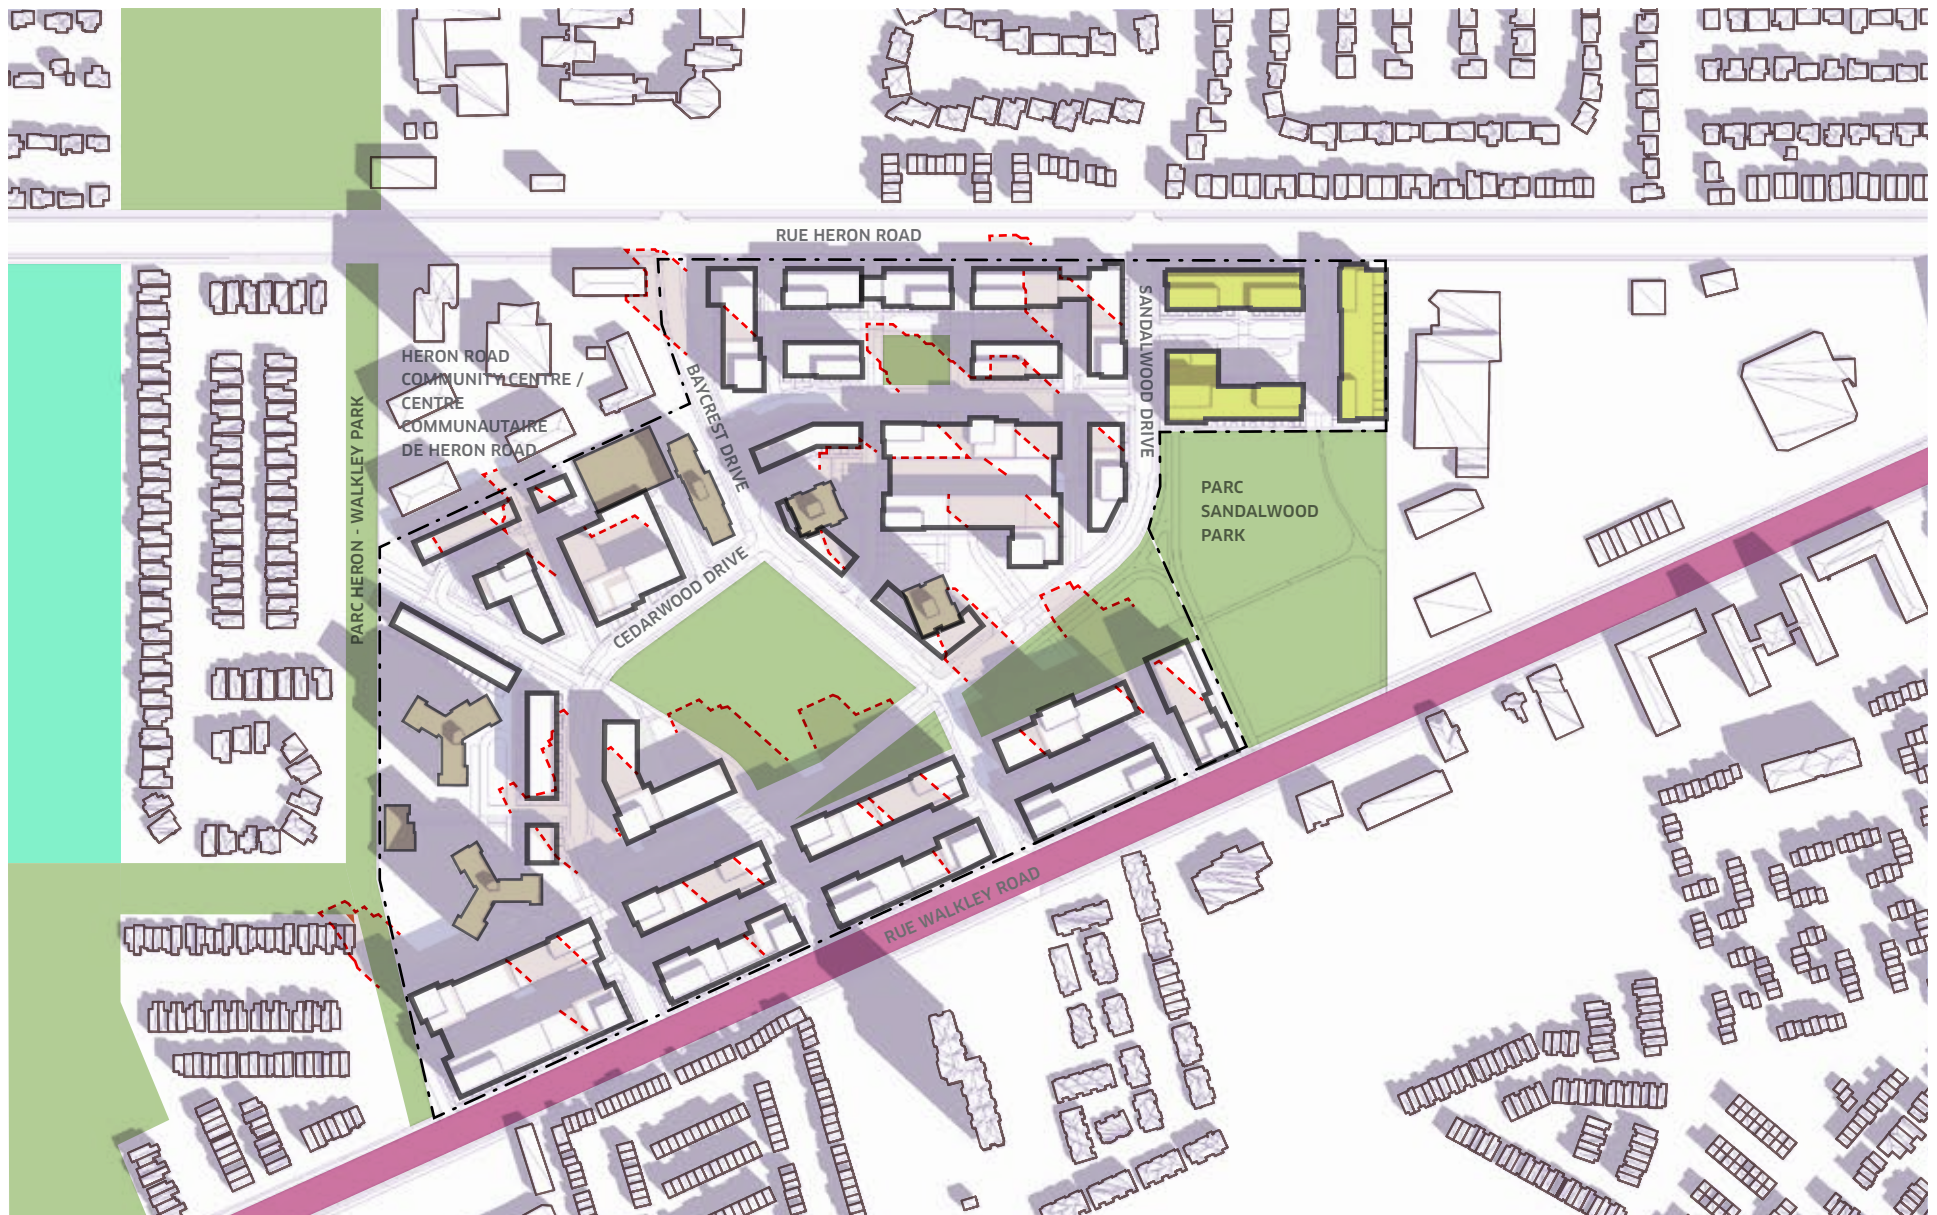 RUE HERON ROAD
SANDALWOOD DRIVE
HERON ROAD
COMMUNITY CENTRE /
CENTRE
COMMUNAUTAIRE
DE HERON ROAD
BAYCREST DRIVE
PARC HERON - WALKLEY PARK
PARC
SANDALWOOD
PARK
CEDARWOOD DRIVE
RUE WALKLEY ROAD